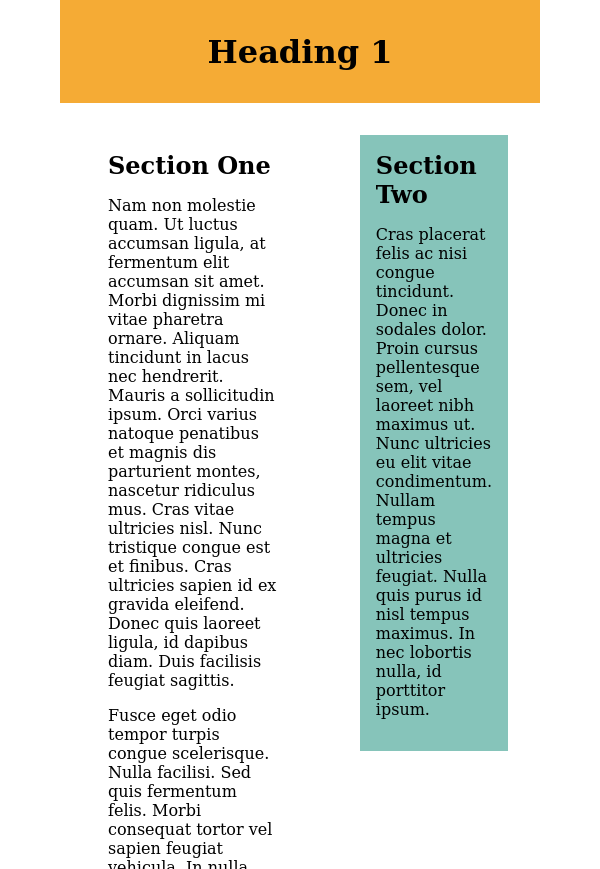 Heading 1
Section One
Nam non molestie
quam. Ut luctus
accumsan ligula, at
fermentum elit
accumsan sit amet.
Morbi dignissim mi
vitae pharetra
ornare. Aliquam
tincidunt in lacus
nec hendrerit.
Mauris a sollicitudin
ipsum. Orci varius
natoque penatibus
et magnis dis
parturient montes,
nascetur ridiculus
mus. Cras vitae
ultricies nisl. Nunc
tristique congue est
et finibus. Cras
ultricies sapien id ex
gravida eleifend.
Donec quis laoreet
ligula, id dapibus
diam. Duis facilisis
feugiat sagittis.
Fusce eget odio
tempor turpis
congue scelerisque.
Nulla facilisi. Sed
quis fermentum
felis. Morbi
consequat tortor vel
sapien feugiat
vehicula. In nulla
Section
Two
Cras placerat
felis ac nisi
congue
tincidunt.
Donec in
sodales dolor.
Proin cursus
pellentesque
sem, vel
laoreet nibh
maximus ut.
Nunc ultricies
eu elit vitae
condimentum.
Nullam
tempus
magna et
ultricies
feugiat. Nulla
quis purus id
nisl tempus
maximus. In
nec lobortis
nulla, id
porttitor
ipsum.